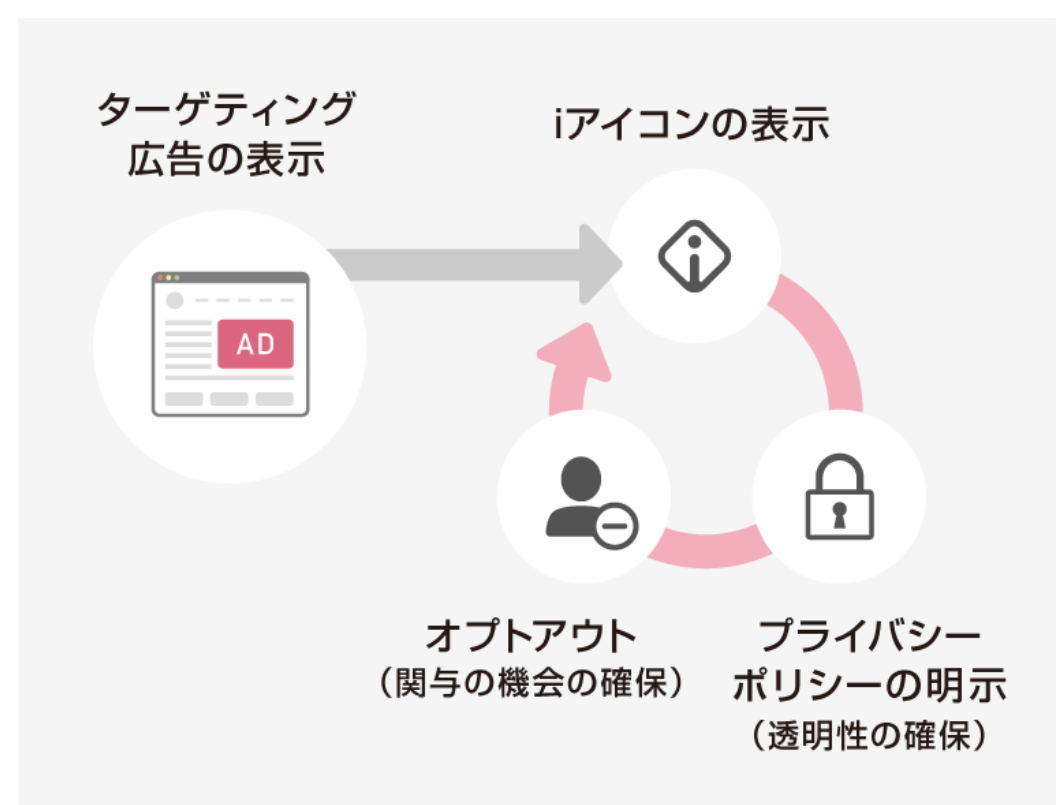 ターゲティング
広告の表示
iアイコンの表示
AD
オプトアウト
（関与の機会の確保）
プライバシー
ポリシーの明示
（透明性の確保）